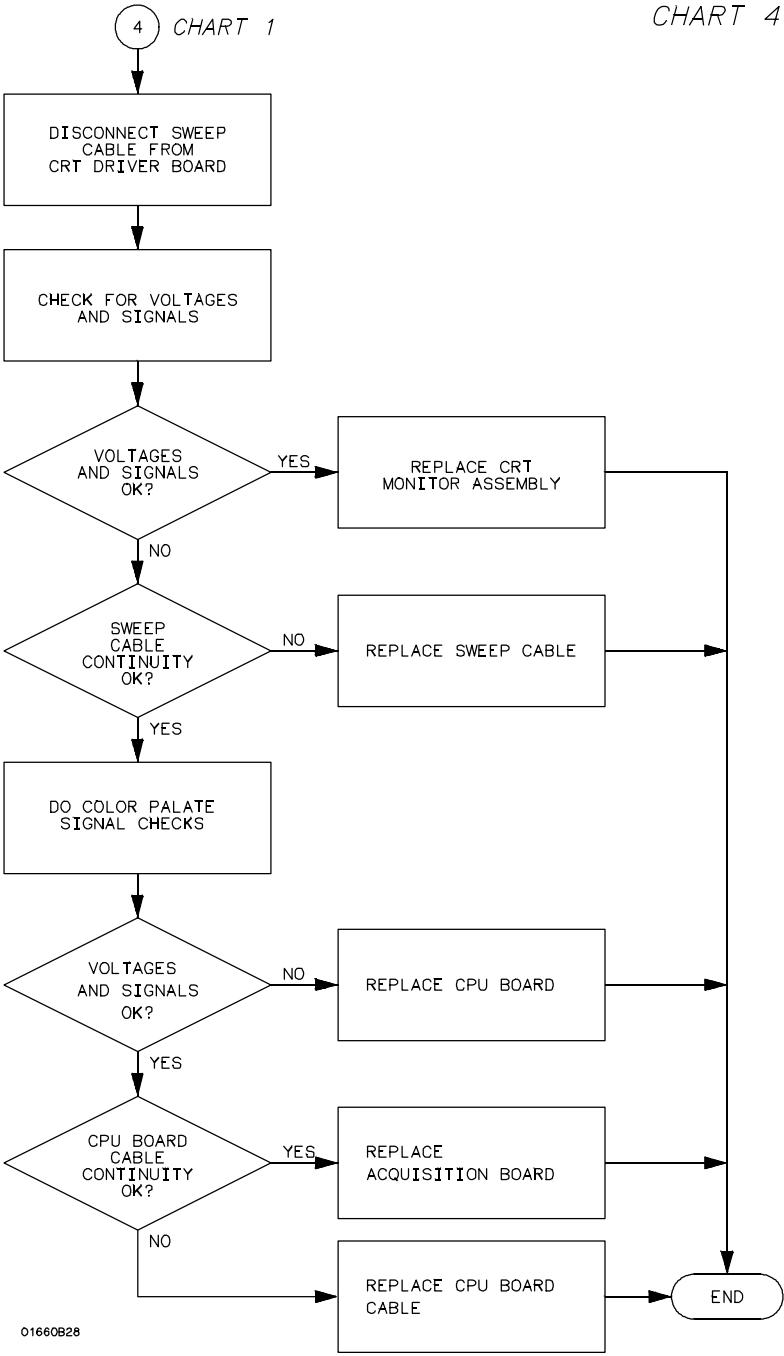 4 CHART 1
CHART 4
DISCONNECT SWEEP
CABLE FROM
CRT DRIVER BOARD
CHECK FOR VOLTAGES
AND SIGNALS
VOLTAGES
AND SIGNALS
OK?
YES
REPLACE CRT
MONITOR ASSEMBLY
NO
SWEEP
CABLE
CONTINUITY
OK?
NO
REPLACE SWEEP CABLE
YES
DO COLOR PALATE
SIGNAL CHECKS
VOLTAGES
AND SIGNALS
OK?
NO
REPLACE CPU BOARD
YES
CPU BOARD
CABLE
CONTINUITY
OK?
YES
REPLACE
ACQUISITION BOARD
NO
REPLACE CPU BOARD
CABLE
END
01660B28